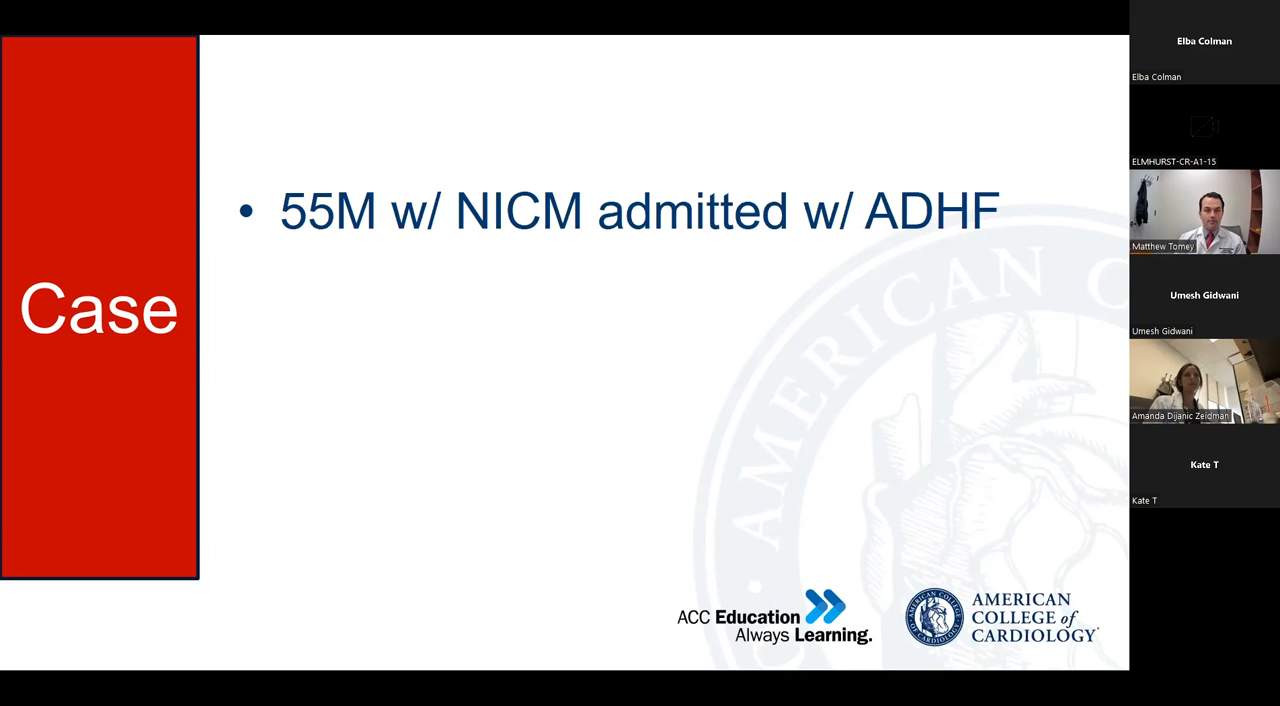 Case
• 55M w/ NICM admitted w/ ADHF
AMERICAN C
ACC Education
Always Learning.
AMERICAN
COLLEGE of
CARDIOLOGY
Elba Colman
Elba Colman
ELMHURST-CR-A1-15
Matthew Tomey
Umesh Gidwani
Umesh Gidwani
Amanda Dijanic Zeidman
Kate T
Kate T